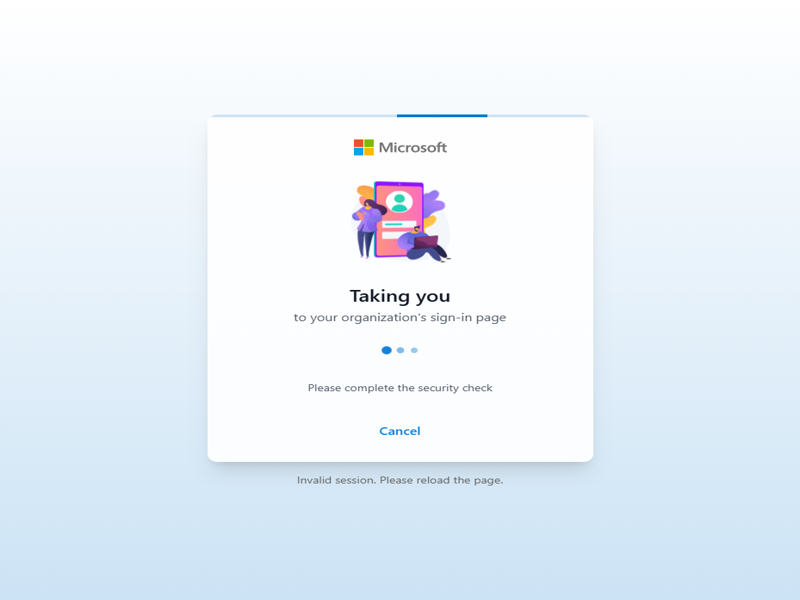 Microsoft
Taking you
to your organization's sign-in page
Please complete the security check
Cancel
Invalid session. Please reload the page.